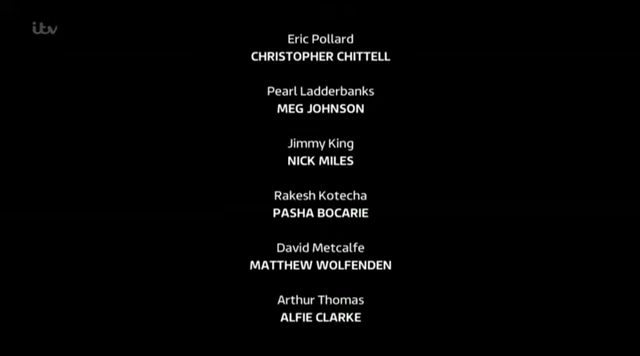 itv
Eric Pollard
CHRISTOPHER CHITTELL
Pearl Ladderbanks
MEG JOHNSON
Jimmy King
NICK MILES
Rakesh Kotecha
PASHA BOCARIE
David Metcalfe
MATTHEW WOLFENDEN
Arthur Thomas
ALFIE CLARKE